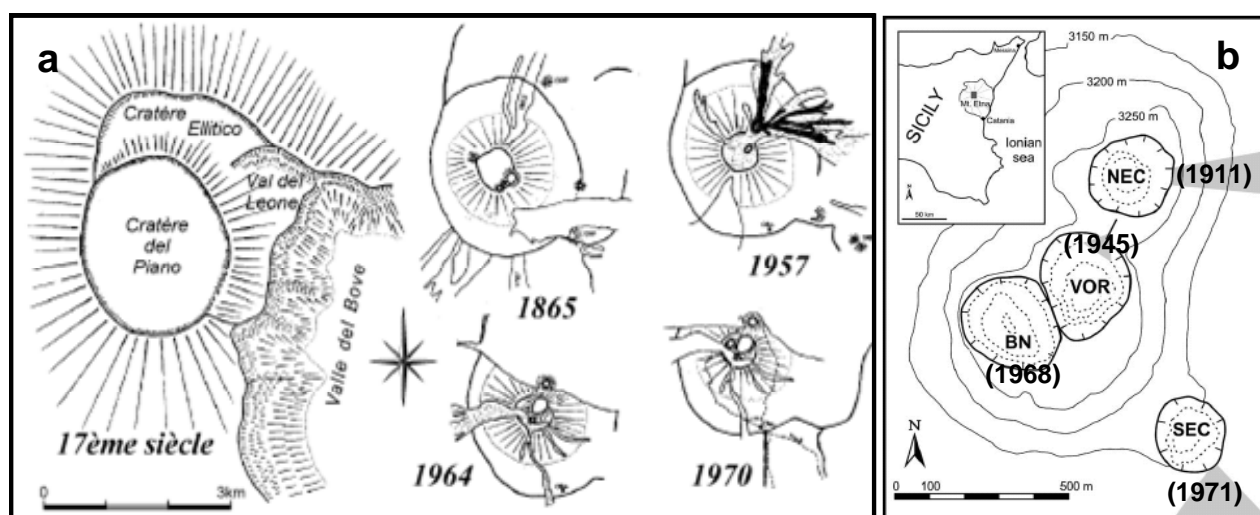 a
Cratère
Ellitico
Val del
Leone
Cratère
del
Piano
Valle del Bove
17ème siècle
0
3km
1865
1957
1964
1970
b
3150 m
3200 m
3250 m
SICILY
Messina
Mt. Etna
Catania
Ionian
sea
N
50 km
NEC
(1911)
(1945)
VOR
BN
(1968)
SEC
(1971)
N
0
100
500 m